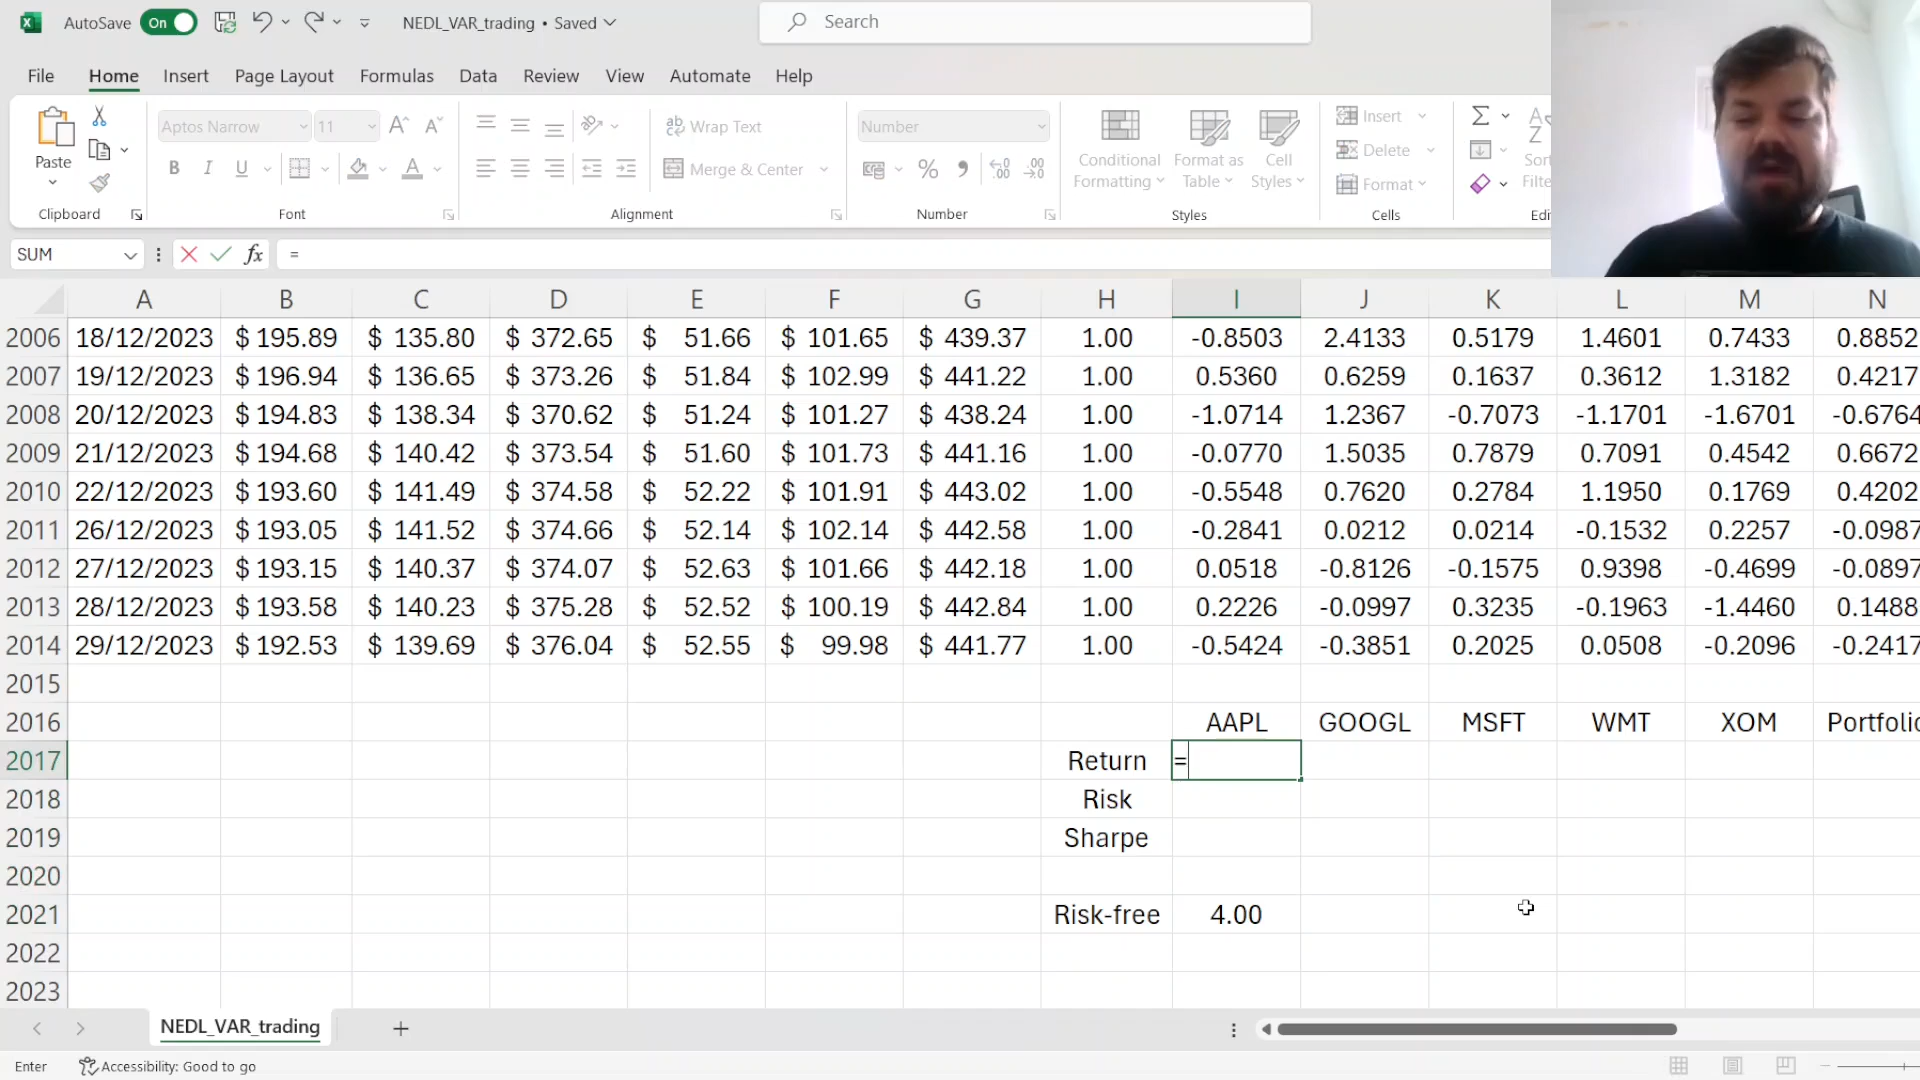 AutoSave On NEDL_VAR_trading • Saved Search
File Home Insert Page Layout Formulas Data Review View Automate Help
Paste Aptos Narrow 11 Wrap Text Merge & Center Number Conditional Formatting Format as Table Cell Styles Insert Delete Format
Clipboard Font Alignment Number Styles Cells
SUM fx =
A B C D E F G H I J K L M N
2006 18/12/2023 $ 195.89 $ 135.80 $ 372.65 $ 51.66 $ 101.65 $ 439.37 1.00 -0.8503 2.4133 0.5179 1.4601 0.7433 0.8852
2007 19/12/2023 $ 196.94 $ 136.65 $ 373.26 $ 51.84 $ 102.99 $ 441.22 1.00 0.5360 0.6259 0.1637 0.3612 1.3182 0.4217
2008 20/12/2023 $ 194.83 $ 138.34 $ 370.62 $ 51.24 $ 101.27 $ 438.24 1.00 -1.0714 1.2367 -0.7073 -1.1701 -1.6701 -0.6764
2009 21/12/2023 $ 194.68 $ 140.42 $ 373.54 $ 51.60 $ 101.73 $ 441.16 1.00 -0.0770 1.5035 0.7879 0.7091 0.4542 0.6672
2010 22/12/2023 $ 193.60 $ 141.49 $ 374.58 $ 52.22 $ 101.91 $ 443.02 1.00 -0.5548 0.7620 0.2784 1.1950 0.1769 0.4202
2011 26/12/2023 $ 193.05 $ 141.52 $ 374.66 $ 52.14 $ 102.14 $ 442.58 1.00 -0.2841 0.0212 0.0214 -0.1532 0.2257 -0.0987
2012 27/12/2023 $ 193.15 $ 140.37 $ 374.07 $ 52.63 $ 101.66 $ 442.18 1.00 0.0518 -0.8126 -0.1575 0.9398 -0.4699 -0.0897
2013 28/12/2023 $ 193.58 $ 140.23 $ 375.28 $ 52.52 $ 100.19 $ 442.84 1.00 0.2226 -0.0997 0.3235 -0.1963 -1.4460 0.1488
2014 29/12/2023 $ 192.53 $ 139.69 $ 376.04 $ 52.55 $ 99.98 $ 441.77 1.00 -0.5424 -0.3851 0.2025 0.0508 -0.2096 -0.2417
2015
2016 AAPL GOOGL MSFT WMT XOM
2017 Return =
2018 Risk
2019 Sharpe
2020
2021 Risk-free 4.00
2022
2023
NEDL_VAR_trading
Enter Accessibility: Good to go